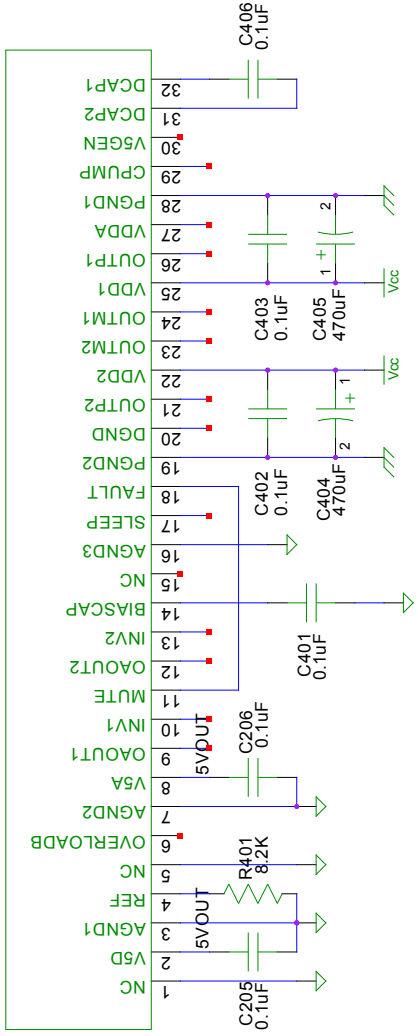 C406
0.1uF
DCAP1
32
DCAP2
31
V5GEN
30
CPUMP
29
PGND1
28
VDDA
27
OUTP1
26
VDD1
25
OUTM1
24
OUTM2
23
VDD2
22
OUTP2
21
DGND
20
PGND2
19
FAULT
18
SLEEP
17
AGND3
16
NC
15
BIASCAP
14
INV2
13
OAOUT2
12
MUTE
11
INV1
10
OAOUT1
9
V5A
8
AGND2
7
OVERLOADB
6
NC
5
REF
4
AGND1
3
V5D
2
NC
1
2
+
1
C403
0.1uF
C405
470uF
Vcc
Vcc
1
+
2
C402
0.1uF
C404
470uF
C401
0.1uF
5VOUT
C206
0.1uF
R401
8.2K
5VOUT
C205
0.1uF